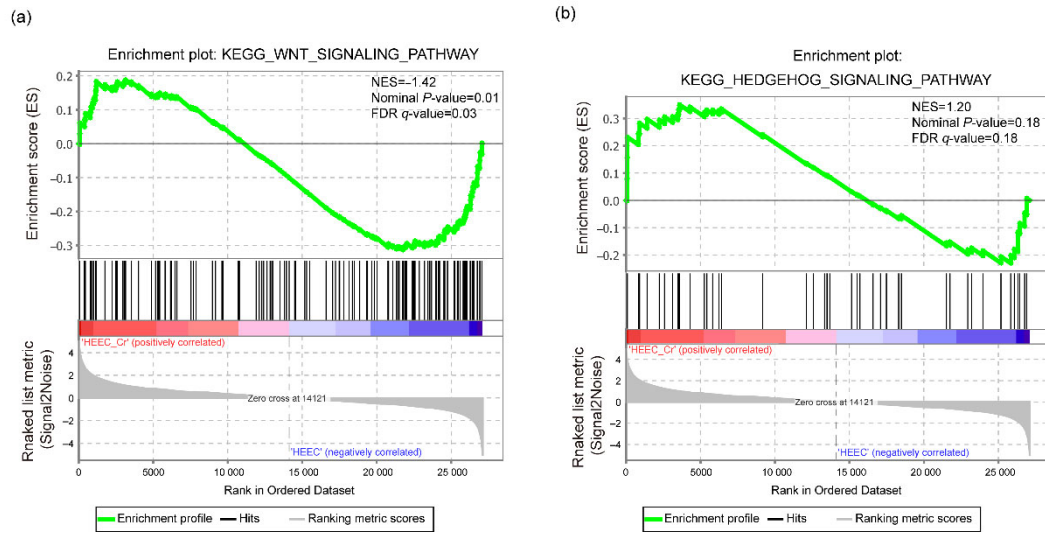 (a)
Enrichment plot: KEGG_WNT_SIGNALING_PATHWAY
NES=−1.42
Nominal P-value=0.01
FDR q-value=0.03
Enrichment score (ES)
0.2
0.1
0.0
−0.1
−0.2
−0.3
'HEEC_Cr' (positively correlated)
Rnaked list metric
(Signal2Noise)
4
2
0
−2
−4
Zero cross at 14121
'HEEC' (negatively correlated)
0 5000 10 000 15 000 20 000 25 000
Rank in Ordered Dataset
Enrichment profile Hits Ranking metric scores
(b)
Enrichment plot:
KEGG_HEDGEHOG_SIGNALING_PATHWAY
NES=1.20
Nominal P-value=0.18
FDR q-value=0.18
Enrichment score (ES)
0.3
0.2
0.1
0.0
−0.1
−0.2
'HEEC_Cr' (positively correlated)
Rnaked list metric
(Signal2Noise)
4
2
0
−2
−4
Zero cross at 14121
'HEEC' (negatively correlated)
0 5000 10 000 15 000 20 000 25 000
Rank in Ordered Dataset
Enrichment profile Hits Ranking metric scores